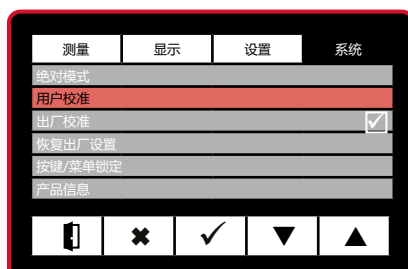 测量 显示 设置 系统
绝对模式
用户校准
出厂校准
恢复出厂设置
按键/菜单锁定
产品信息